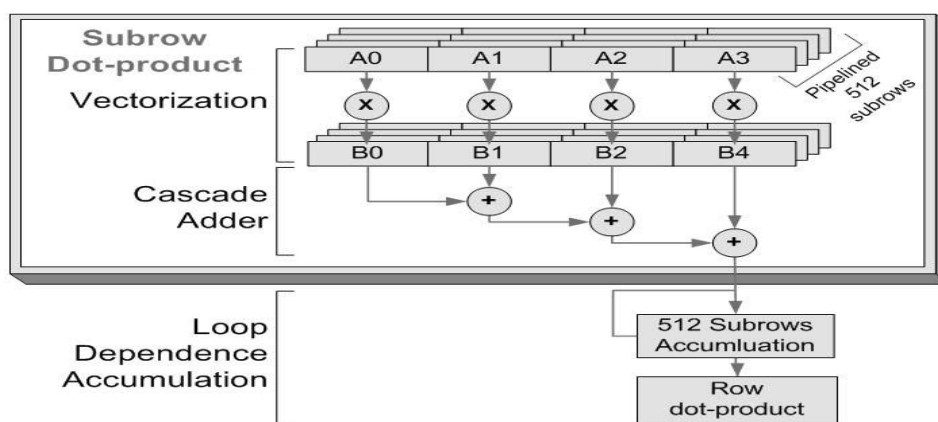 Subrow
Dot-product
Vectorization
A0 A1 A2 A3
x x x x
Pipelined
512
subrows
B0 B1 B2 B4
Cascade
Adder
+
+
+
Loop
Dependence
Accumulation
512 Subrows
Accumluation
Row
dot-product